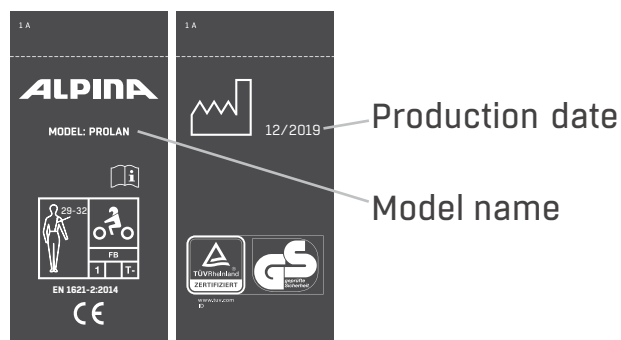 1 A
ALPINA
MODEL: PROLAN
i
29-32
FB
1 T-
EN 1621-2:2014
CE
1 A
12/2019
TÜVRheinland®
ZERTIFIZIERT
www.tuv.com
ID
GS
geprüfte
Sicherheit
Production date
Model name